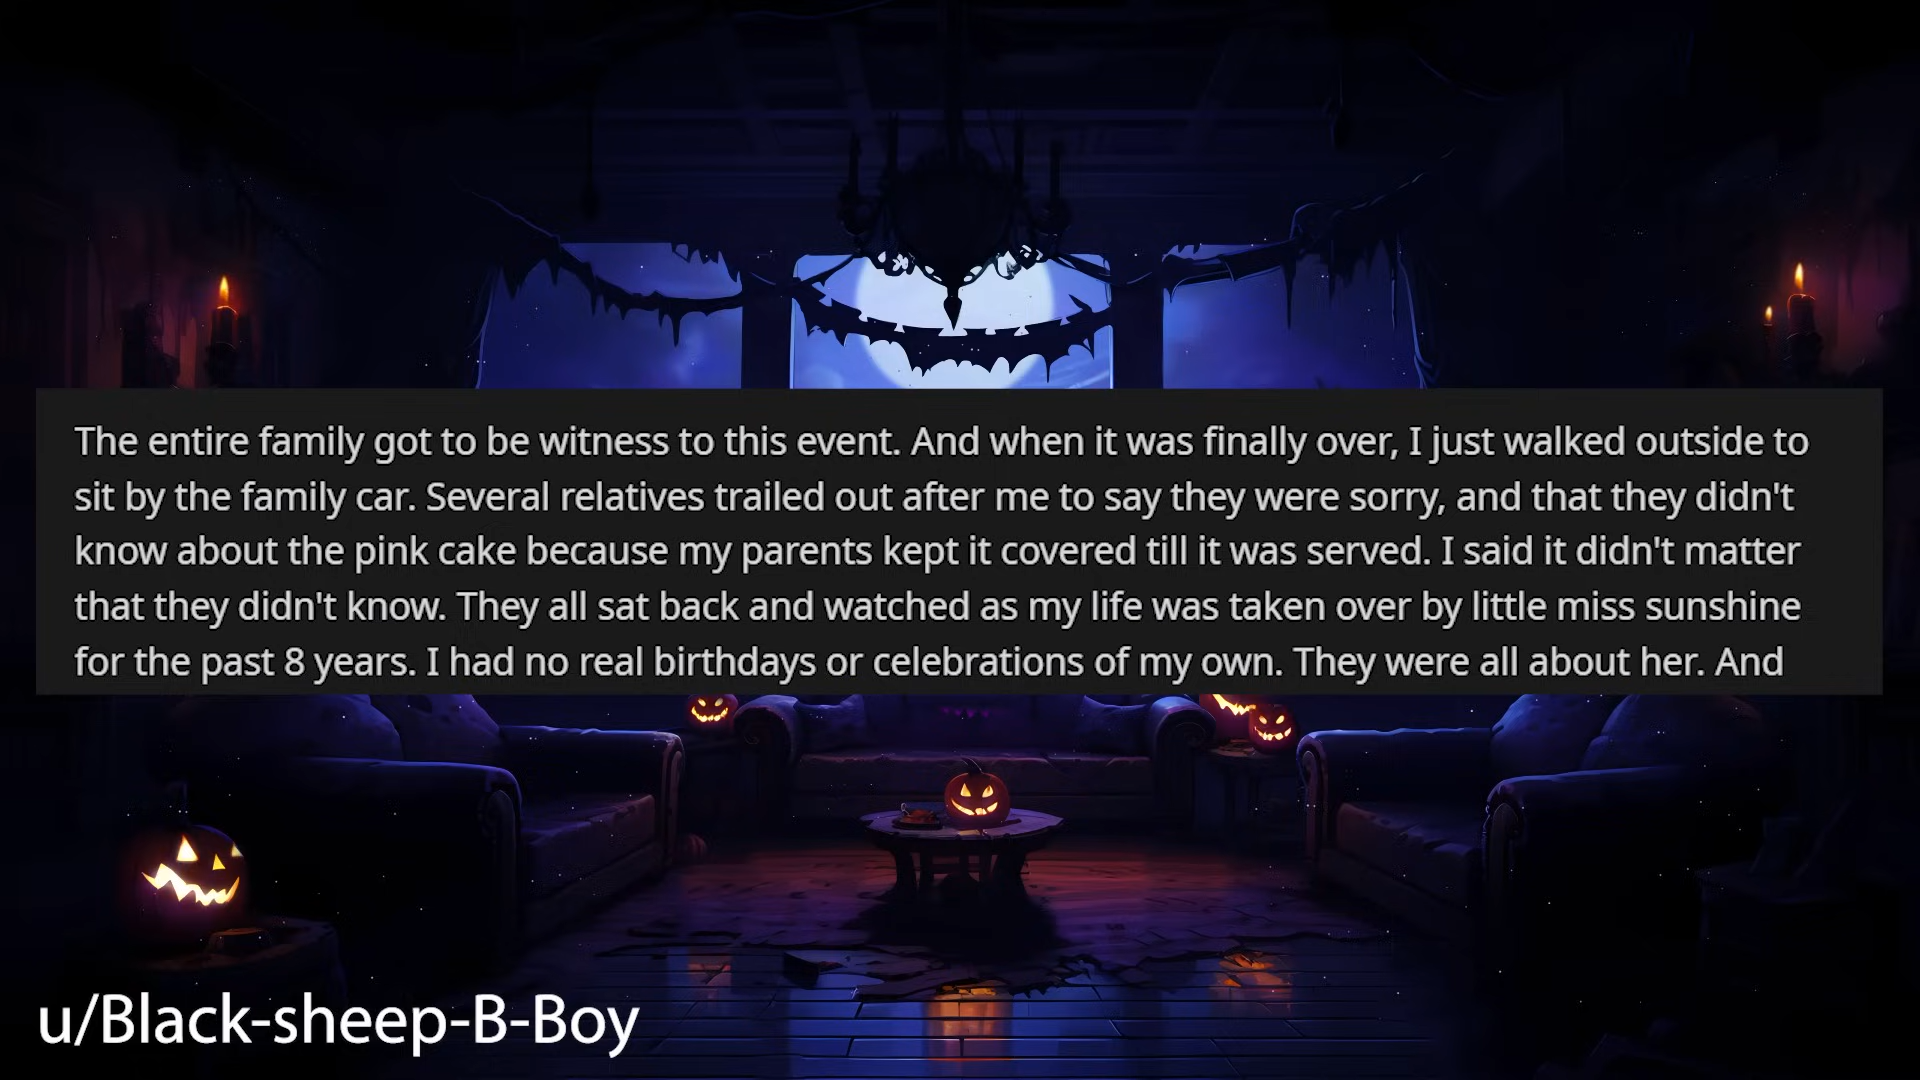 The entire family got to be witness to this event. And when it was finally over, I just walked outside to
sit by the family car. Several relatives trailed out after me to say they were sorry, and that they didn't
know about the pink cake because my parents kept it covered till it was served. I said it didn't matter
that they didn't know. They all sat back and watched as my life was taken over by little miss sunshine
for the past 8 years. I had no real birthdays or celebrations of my own. They were all about her. And
u/Black-sheep-B-Boy